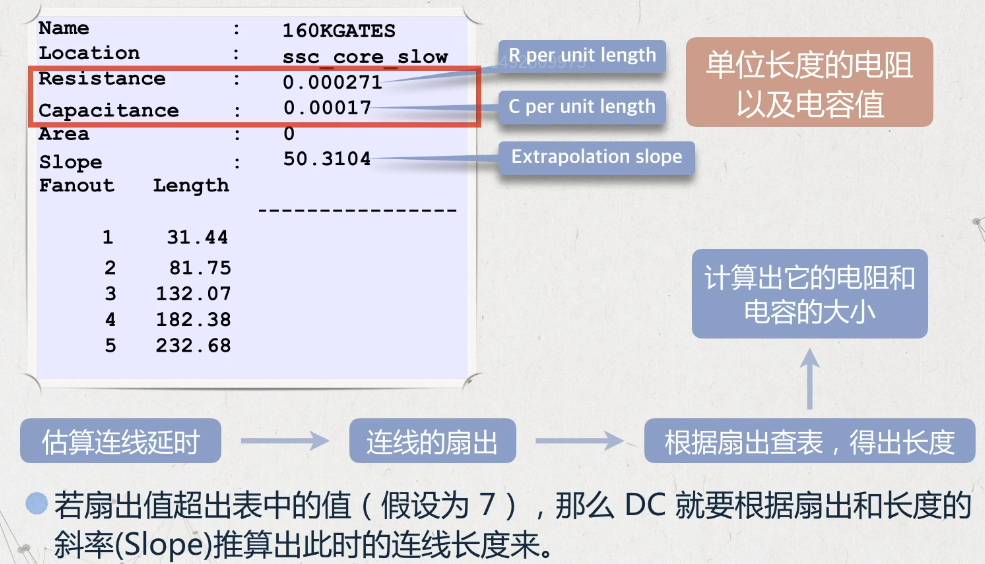 Name : 160KGATES
Location : ssc_core_slow
Resistance : 0.000271
Capacitance : 0.00017
Area : 0
Slope : 50.3104
Fanout Length
----------------
1 31.44
2 81.75
3 132.07
4 182.38
5 232.68
R per unit length
C per unit length
Extrapolation slope
单位长度的电阻
以及电容值
计算出它的电阻和
电容的大小
估算连线延时
连线的扇出
根据扇出查表，得出长度
若扇出值超出表中的值（假设为 7），那么 DC 就要根据扇出和长度的
斜率(Slope)推算出此时的连线长度来。